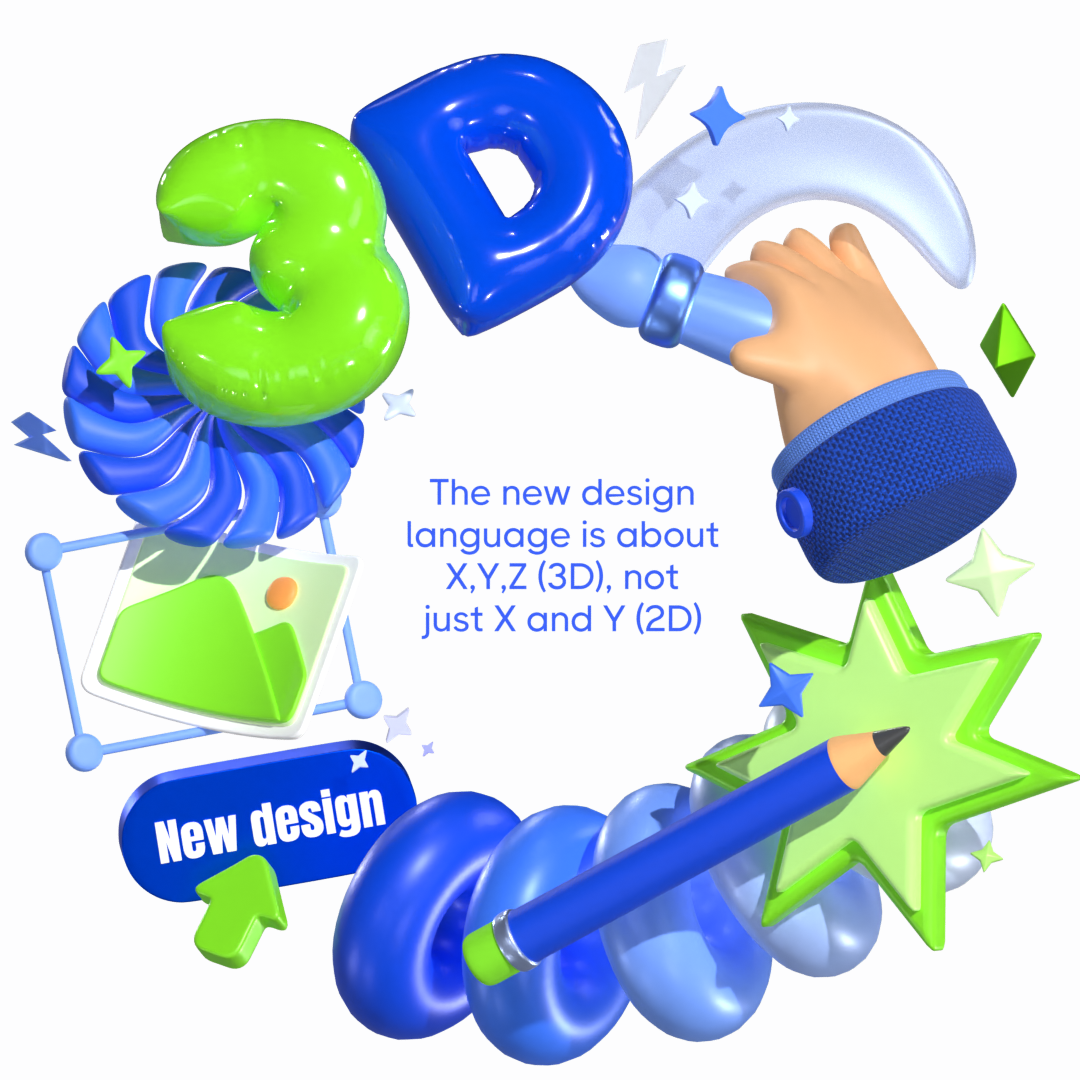 3D
The new design
language is about
X,Y,Z (3D), not
just X and Y (2D)
New design